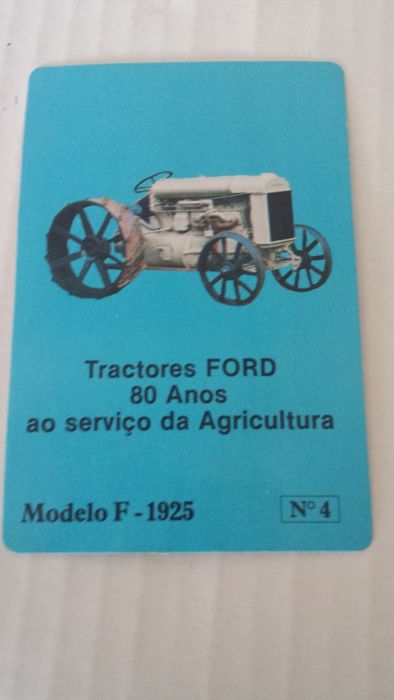 Tractores FORD
80 Anos
ao serviço da Agricultura
Modelo F - 1925
Nº 4